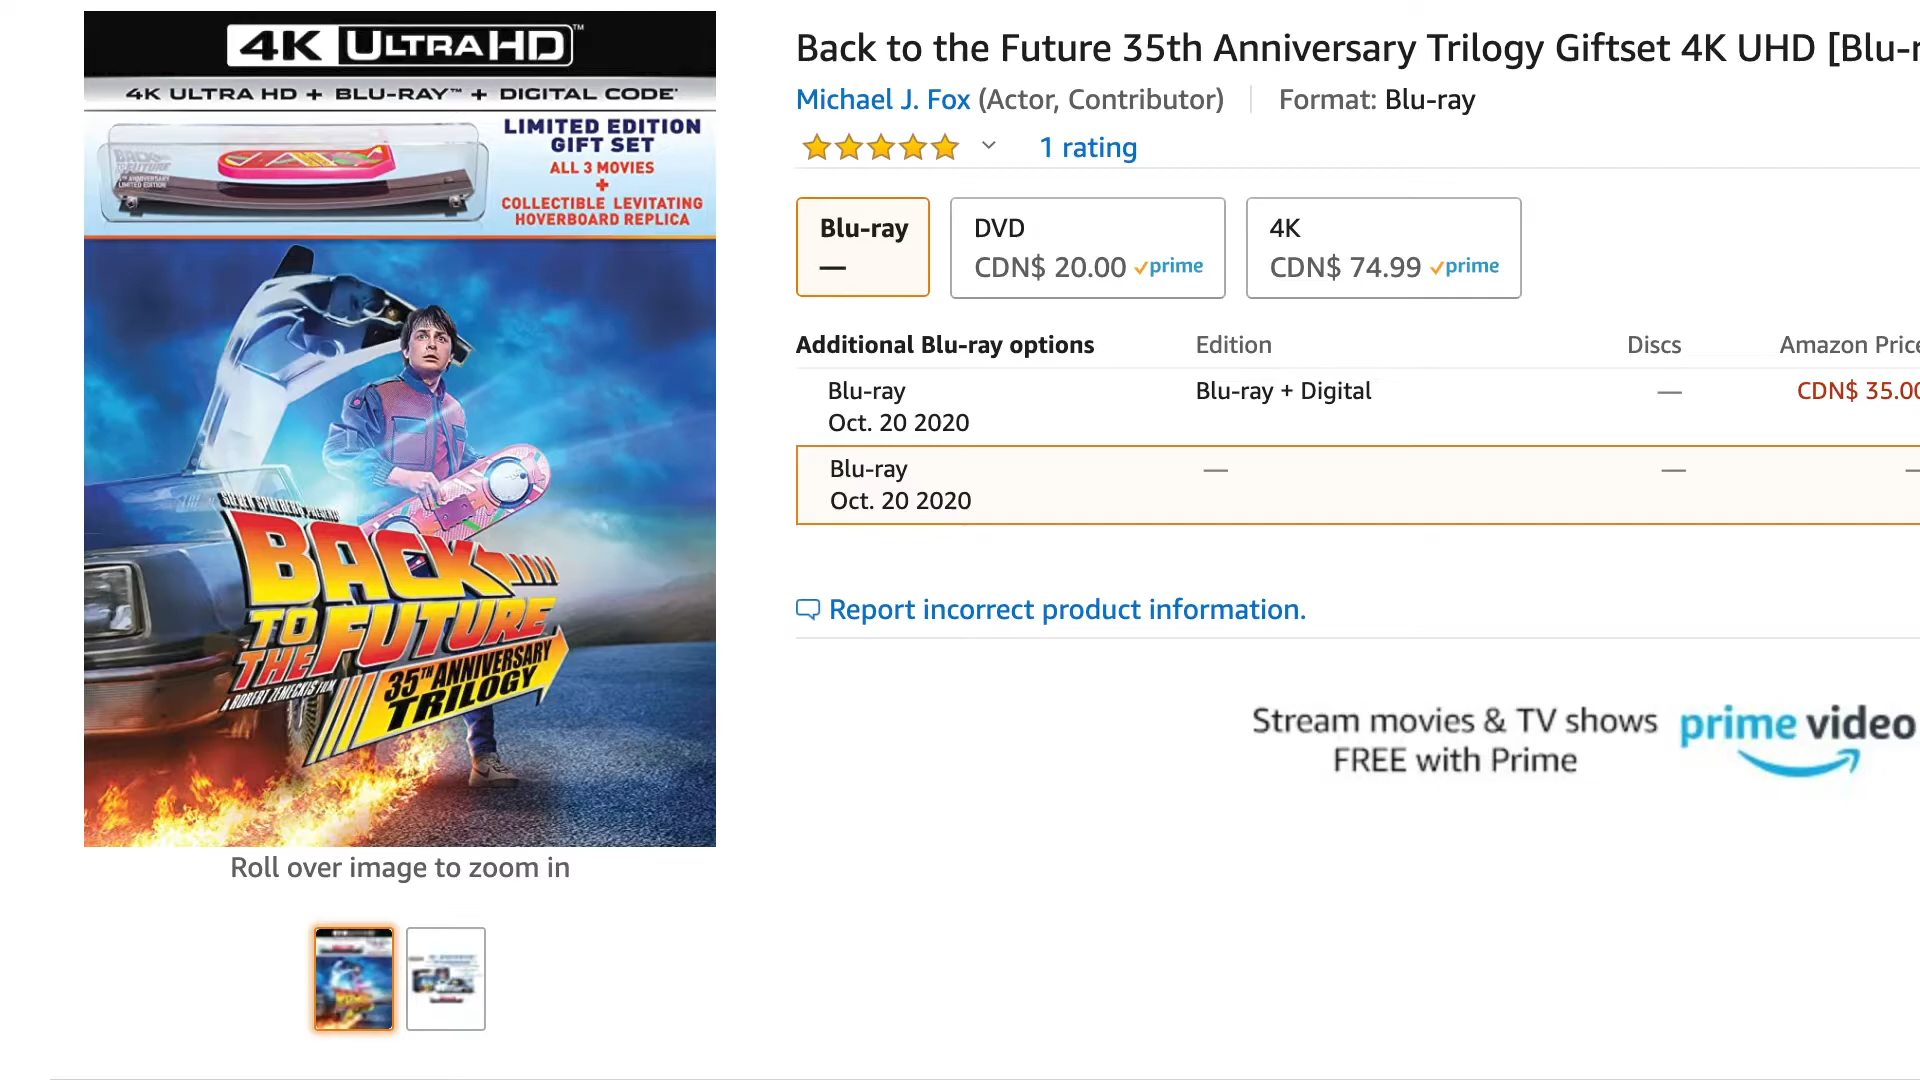 4K ULTRA HD™
4K ULTRA HD + BLU-RAY™ + DIGITAL CODE*
LIMITED EDITION
GIFT SET
ALL 3 MOVIES
+
COLLECTIBLE LEVITATING
HOVERBOARD REPLICA
BACK
TO THE
FUTURE
35TH ANNIVERSARY
TRILOGY
A ROBERT ZEMECKIS FILM
Roll over image to zoom in
Back to the Future 35th Anniversary Trilogy Giftset 4K UHD [Blu-r
Michael J. Fox (Actor, Contributor) Format: Blu-ray
1 rating
Blu-ray
—
DVD
CDN$ 20.00 prime
4K
CDN$ 74.99 prime
Additional Blu-ray options Edition Discs Amazon Price
Blu-ray Blu-ray + Digital — CDN$ 35.00
Oct. 20 2020
Blu-ray — — —
Oct. 20 2020
Report incorrect product information.
Stream movies & TV shows
FREE with Prime
prime video